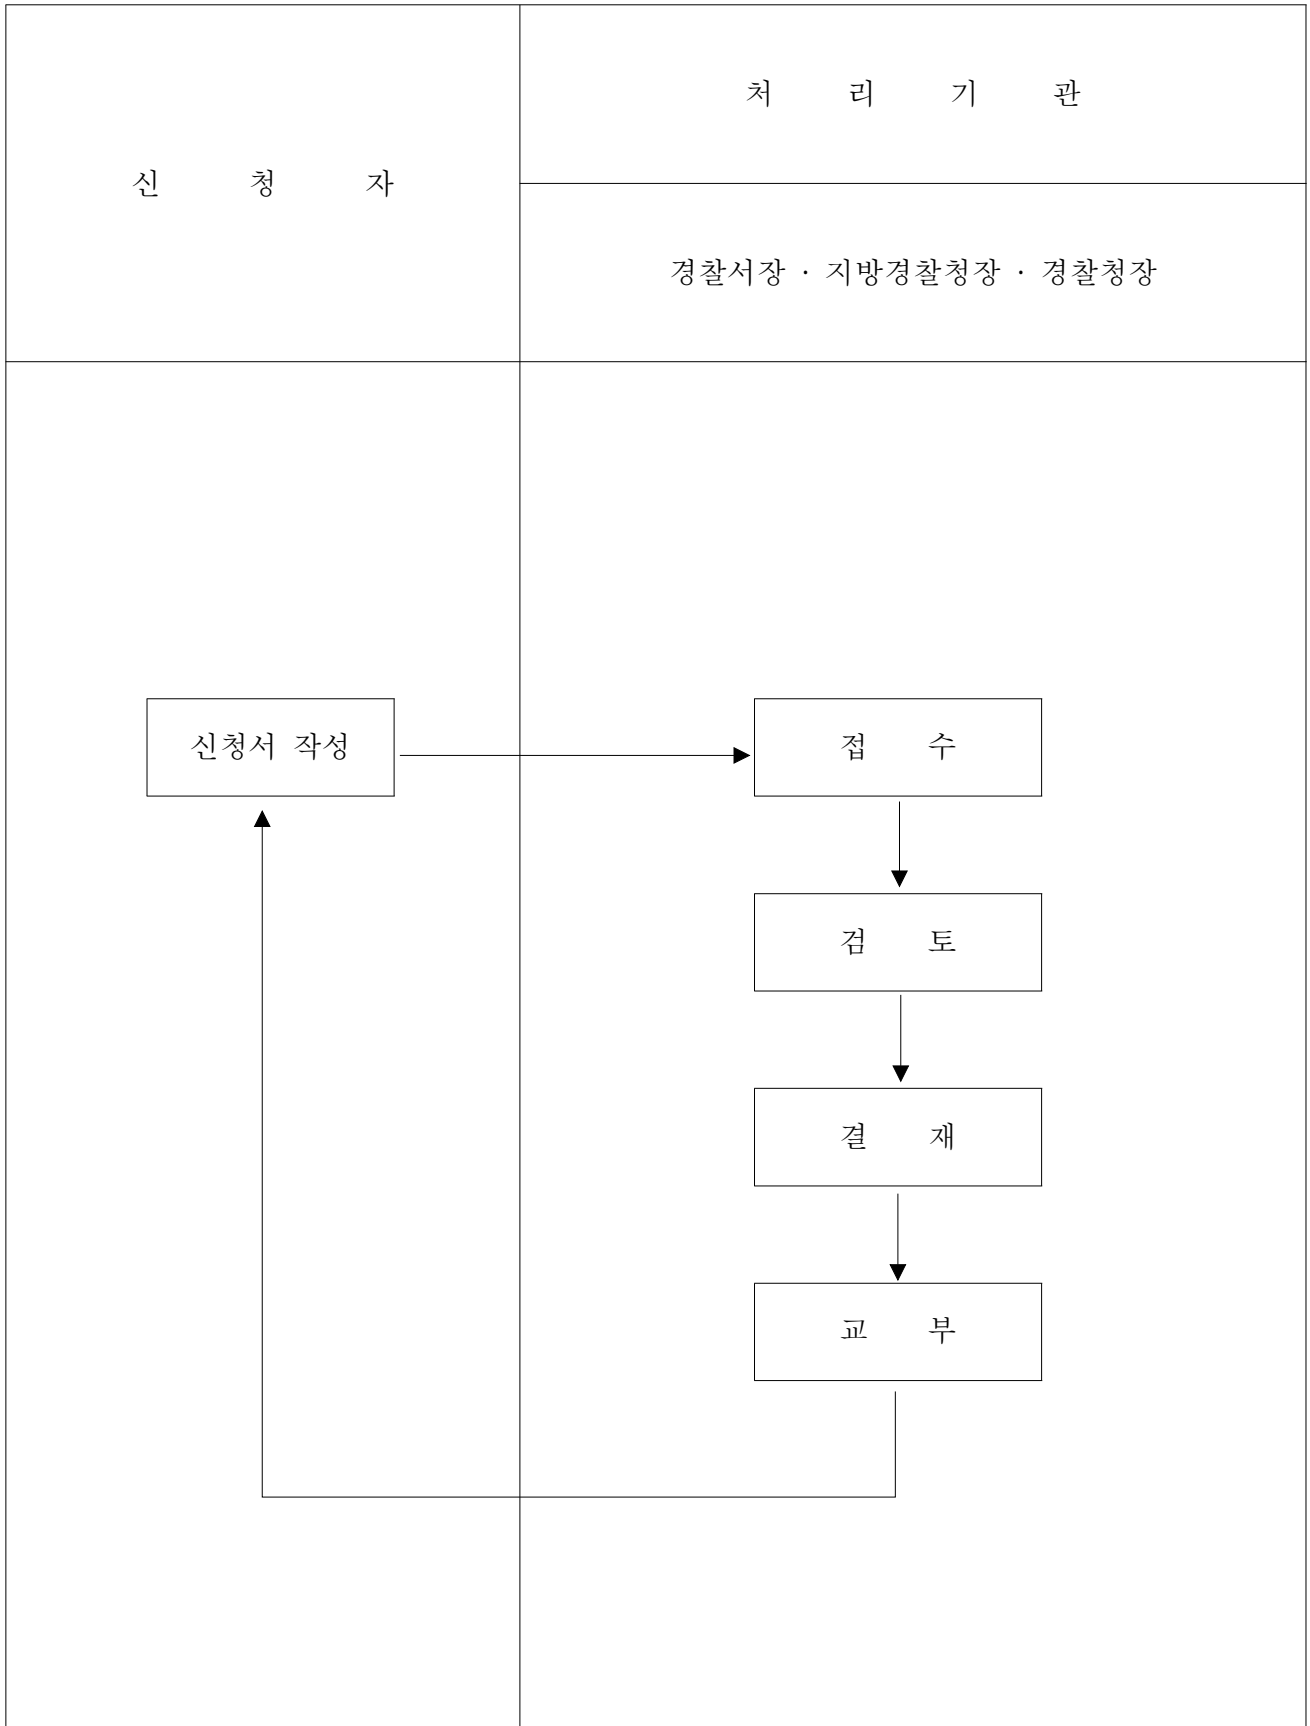 신 청 자
처 리 기 관
경찰서장 · 지방경찰청장 · 경찰청장
신청서 작성
접 수
검 토
결 재
교 부